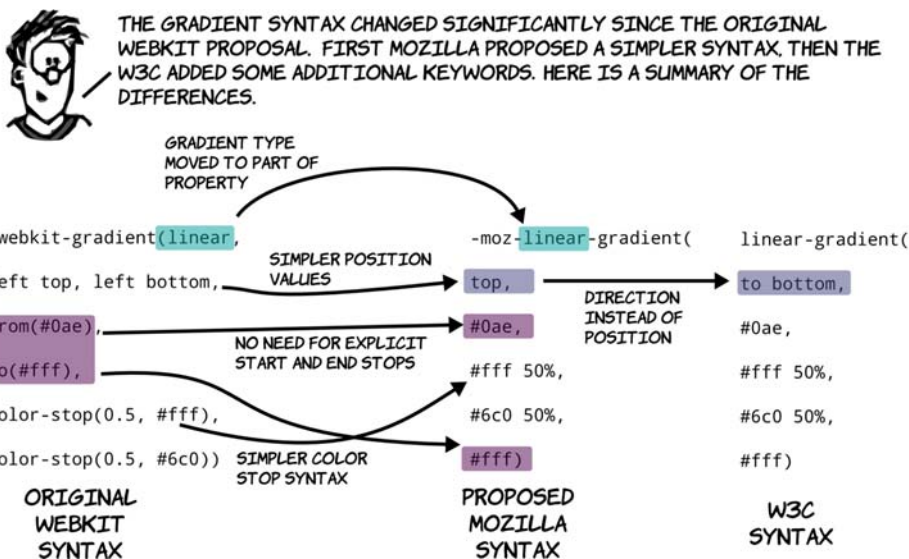 THE GRADIENT SYNTAX CHANGED SIGNIFICANTLY SINCE THE ORIGINAL
WEBKIT PROPOSAL. FIRST MOZILLA PROPOSED A SIMPLER SYNTAX, THEN THE
W3C ADDED SOME ADDITIONAL KEYWORDS. HERE IS A SUMMARY OF THE
DIFFERENCES.
GRADIENT TYPE
MOVED TO PART OF
PROPERTY
webkit-gradient(linear,
eft top, left bottom,
rom(#0ae),
o(#fff),
olor-stop(0.5, #fff),
olor-stop(0.5, #6c0))
ORIGINAL
WEBKIT
SYNTAX
SIMPLER POSITION
VALUES
NO NEED FOR EXPLICIT
START AND END STOPS
SIMPLER COLOR
STOP SYNTAX
-moz-linear-gradient(
top,
#0ae,
#fff 50%,
#6c0 50%,
#fff)
PROPOSED
MOZILLA
SYNTAX
DIRECTION
INSTEAD OF
POSITION
linear-gradient(
to bottom,
#0ae,
#fff 50%,
#6c0 50%,
#fff)
W3C
SYNTAX